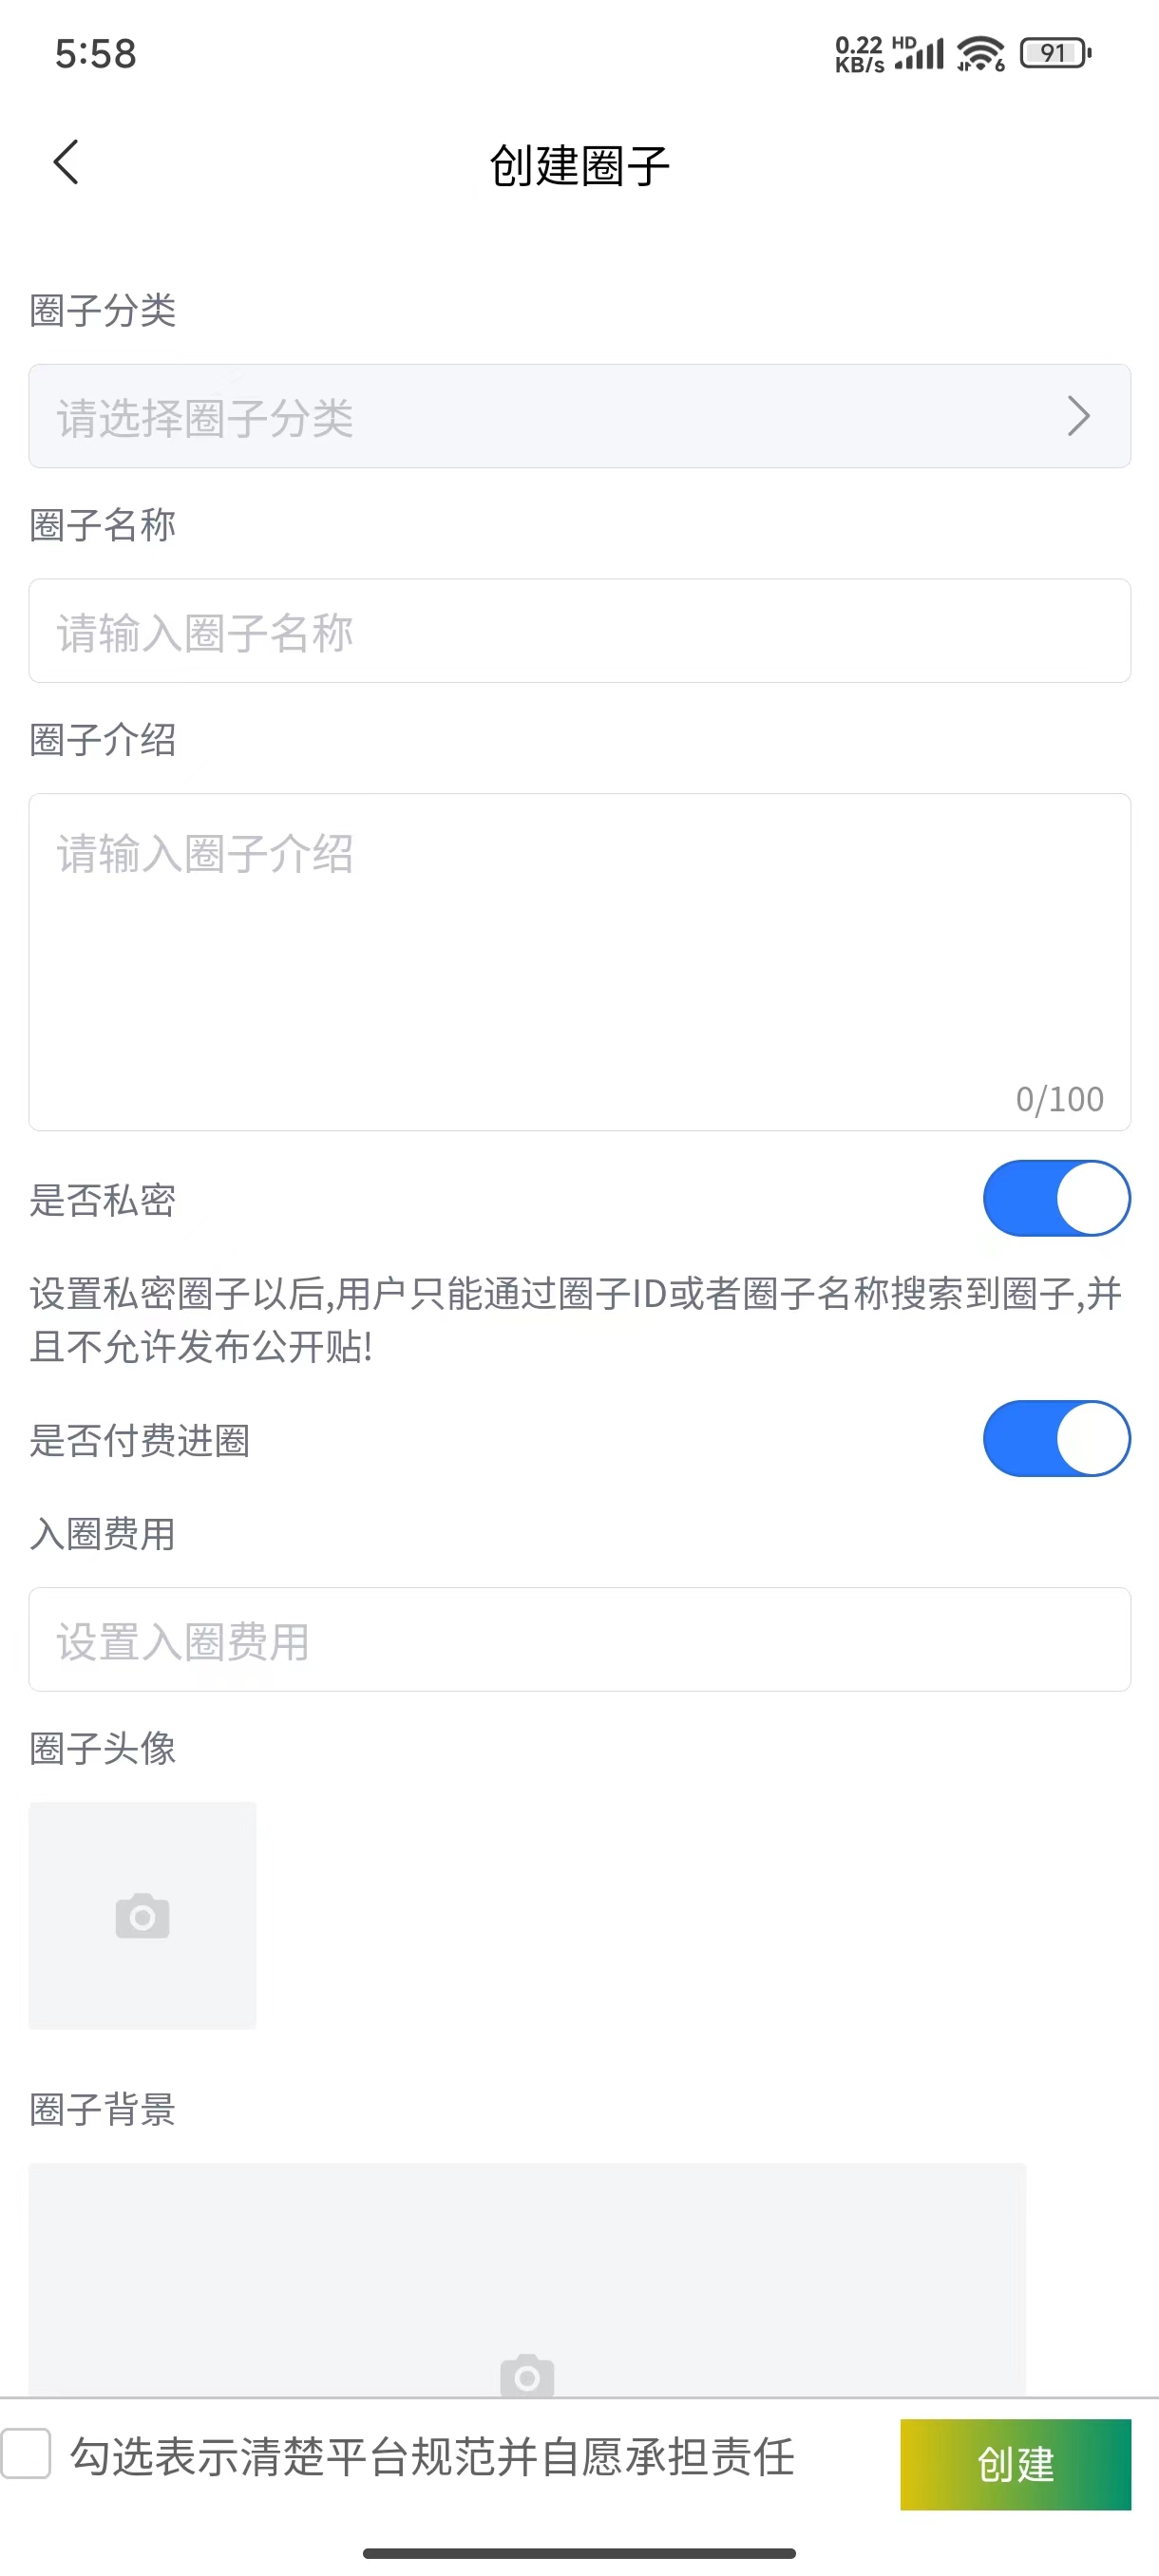 5:58
0.22 KB/s HD 6 91
创建圈子
圈子分类
请选择圈子分类
圈子名称
请输入圈子名称
圈子介绍
请输入圈子介绍
0/100
是否私密
设置私密圈子以后,用户只能通过圈子ID或者圈子名称搜索到圈子,并
且不允许发布公开贴!
是否付费进圈
入圈费用
设置入圈费用
圈子头像
圈子背景
勾选表示清楚平台规范并自愿承担责任
创建